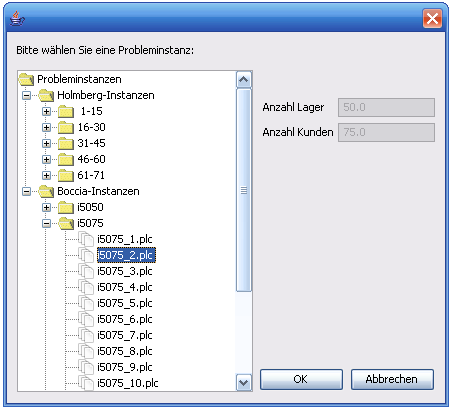 Bitte wählen Sie eine Probleminstanz:
Probleminstanzen
Holmberg-Instanzen
1-15
16-30
31-45
46-60
61-71
Boccia-Instanzen
i5050
i5075
i5075_1.plc
i5075_2.plc
i5075_3.plc
i5075_4.plc
i5075_5.plc
i5075_6.plc
i5075_7.plc
i5075_8.plc
i5075_9.plc
i5075_10.plc
Anzahl Lager 50.0
Anzahl Kunden 75.0
OK Abbrechen